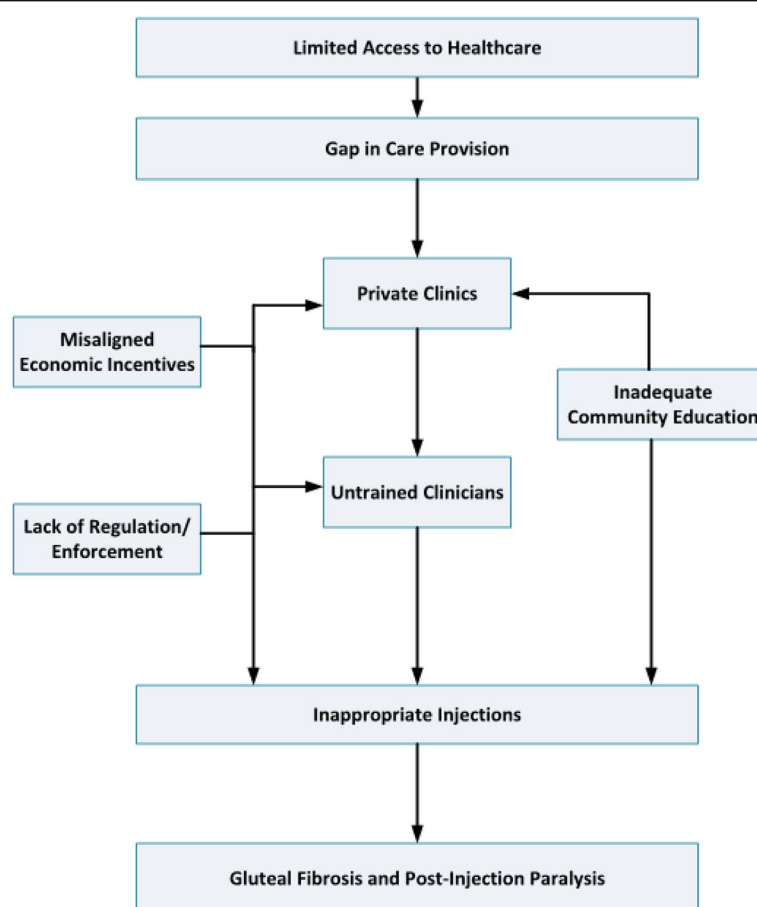 Limited Access to Healthcare
Gap in Care Provision
Private Clinics
Misaligned
Economic Incentives
Inadequate
Community Education
Untrained Clinicians
Lack of Regulation/
Enforcement
Inappropriate Injections
Gluteal Fibrosis and Post-Injection Paralysis